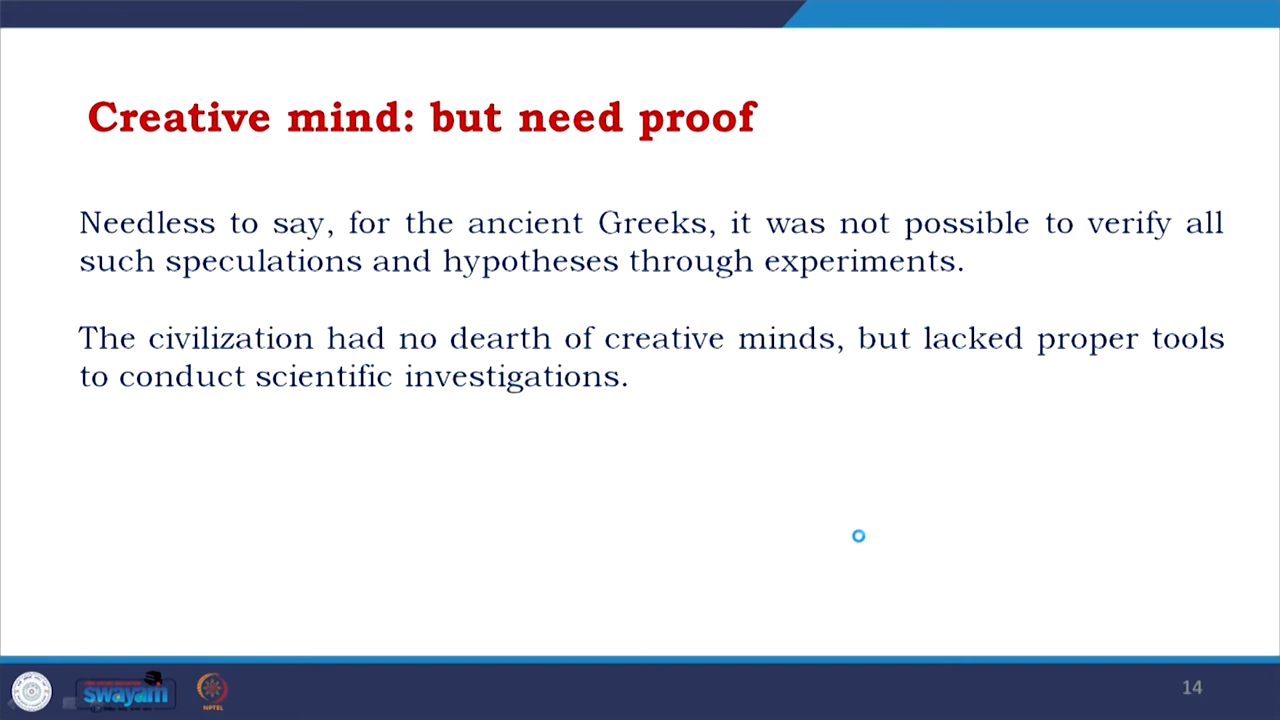 Creative mind: but need proof
Needless to say, for the ancient Greeks, it was not possible to verify all
such speculations and hypotheses through experiments.
The civilization had no dearth of creative minds, but lacked proper tools
to conduct scientific investigations.
swayam
NPTEL
14